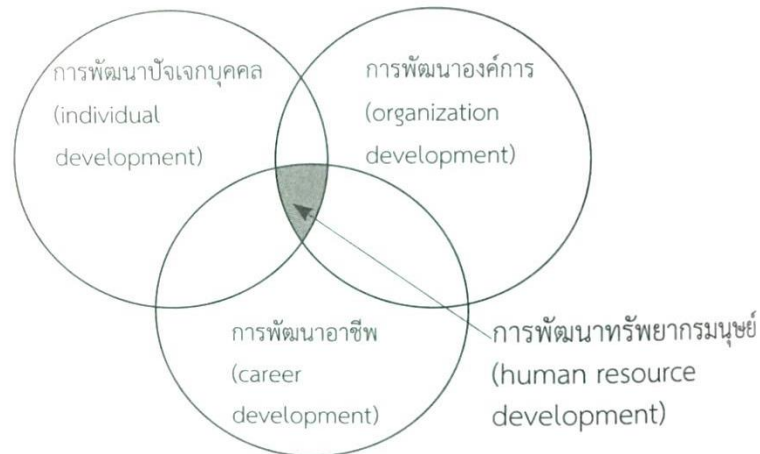 การพัฒนาปัจเจกบุคคล
(individual
development)
การพัฒนาองค์การ
(organization
development)
การพัฒนาอาชีพ
(career
development)
การพัฒนาทรัพยากรมนุษย์
(human resource
development)